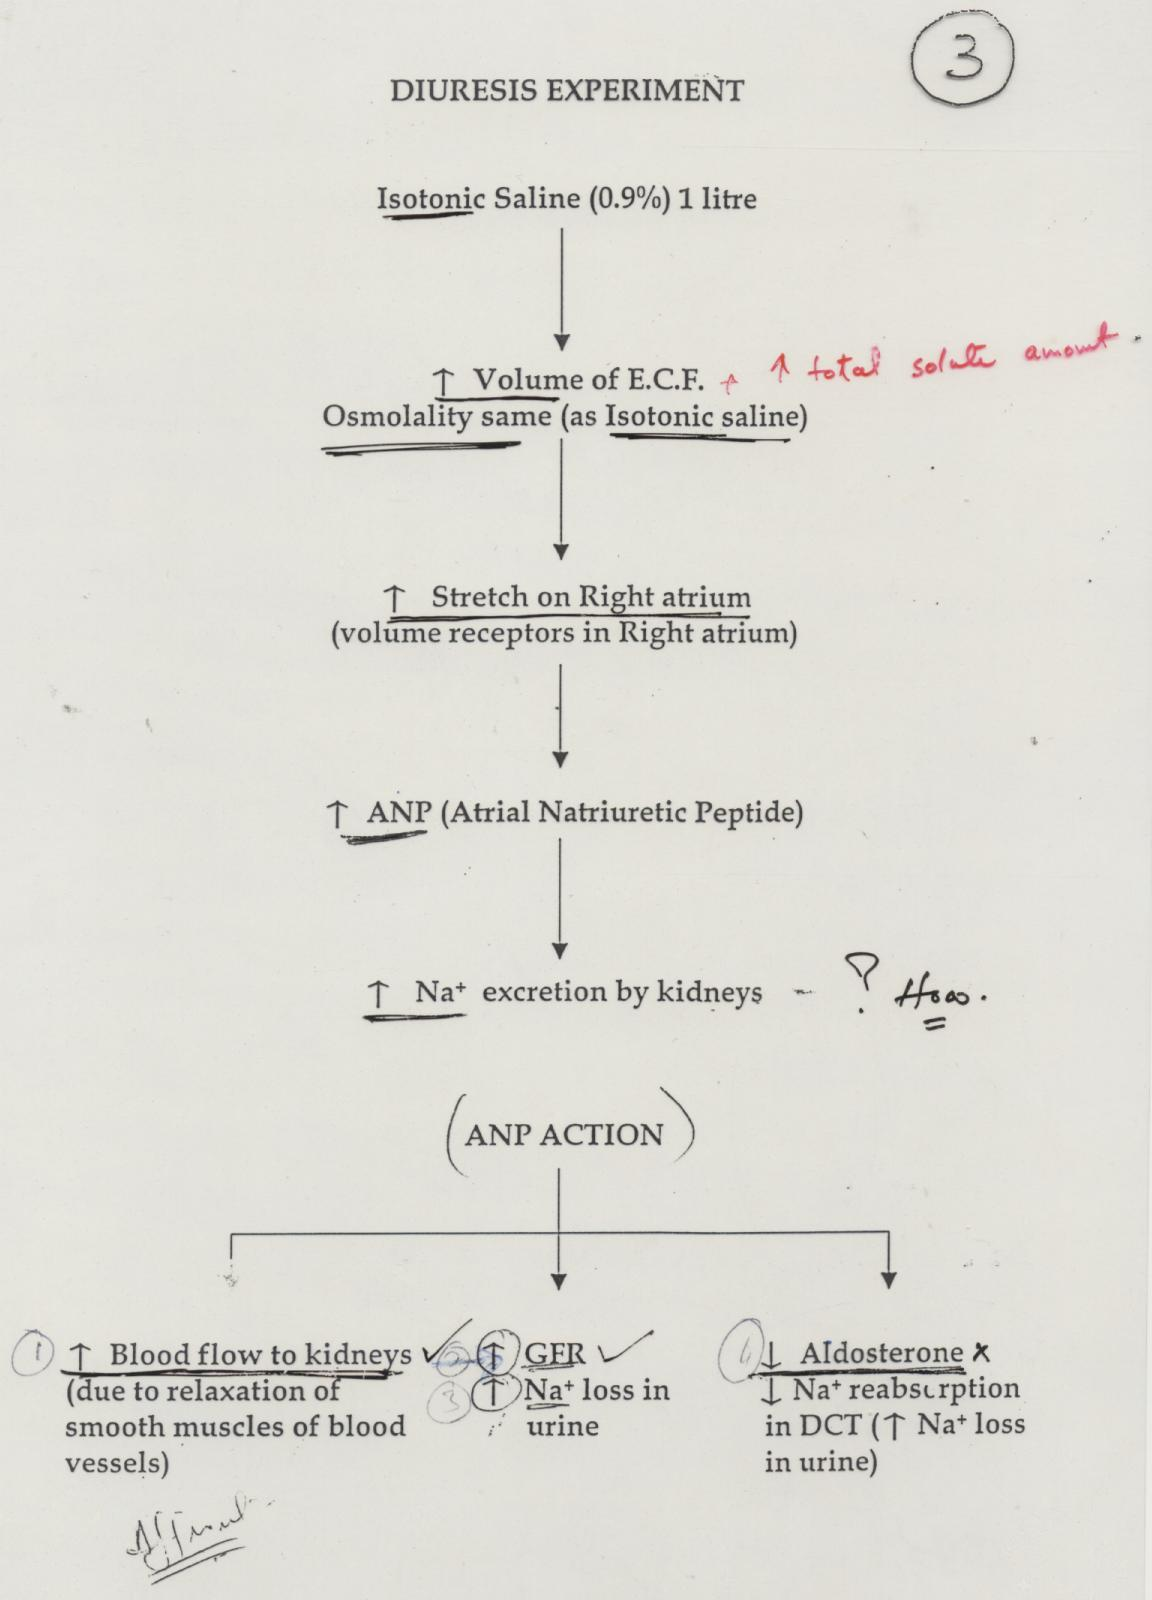 3
DIURESIS EXPERIMENT
Isotonic Saline (0.9%) 1 litre
↑ Volume of E.C.F. + ↑ total solute amount.
Osmolality same (as Isotonic saline)
↑ Stretch on Right atrium
(volume receptors in Right atrium)
↑ ANP (Atrial Natriuretic Peptide)
↑ Na⁺ excretion by kidneys - ? How.
(ANP ACTION)
1 ↑ Blood flow to kidneys ✓
(due to relaxation of
smooth muscles of blood
vessels)
2 ↑ GFR ✓
3 ↑ Na⁺ loss in
urine
4 ↓ Aldosterone x
↓ Na⁺ reabsorption
in DCT (↑ Na⁺ loss
in urine)